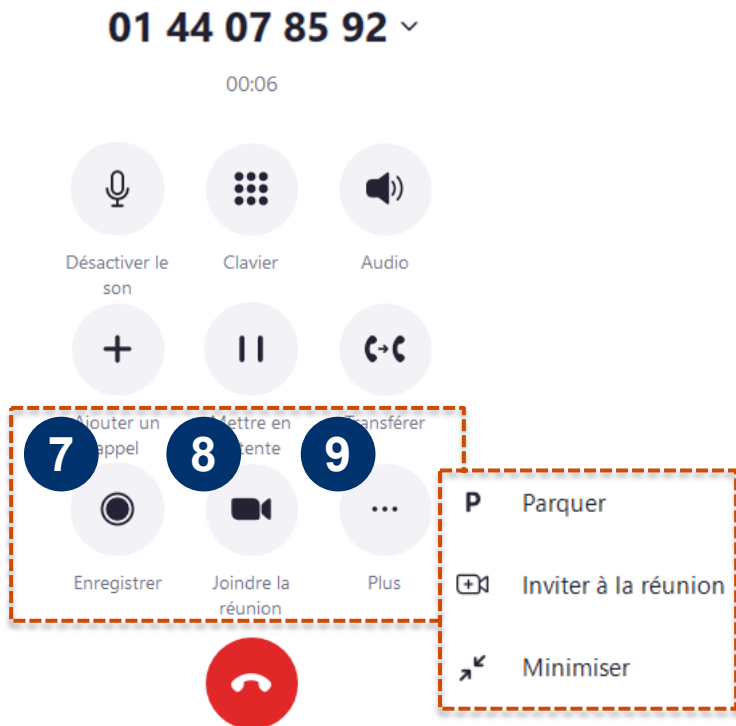 01 44 07 85 92
00:06
Désactiver le
son
Clavier
Audio
Ajouter un
appel
Mettre en
attente
Transférer
7
8
9
Enregistrer
Joindre la
réunion
Plus
P Parquer
Inviter à la réunion
Minimiser